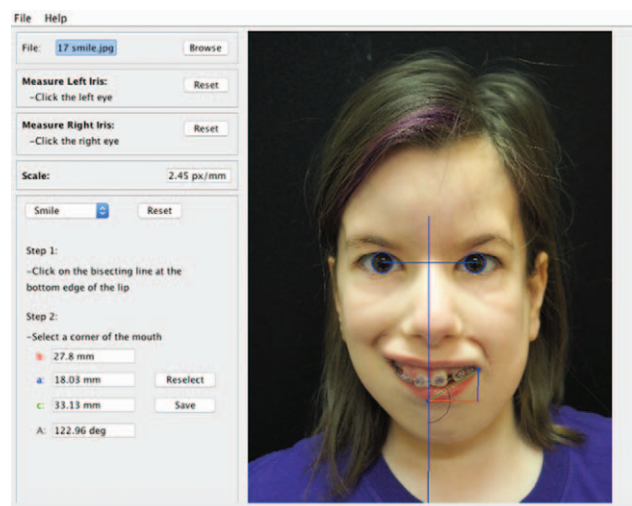 File Help
File: 17 smile.jpg Browse
Measure Left Iris: Reset
-Click the left eye
Measure Right Iris: Reset
-Click the right eye
Scale: 2.45 px/mm
Smile Reset
Step 1:
-Click on the bisecting line at the
bottom edge of the lip
Step 2:
-Select a corner of the mouth
b: 27.8 mm
a: 18.03 mm Reselect
c: 33.13 mm Save
A: 122.96 deg